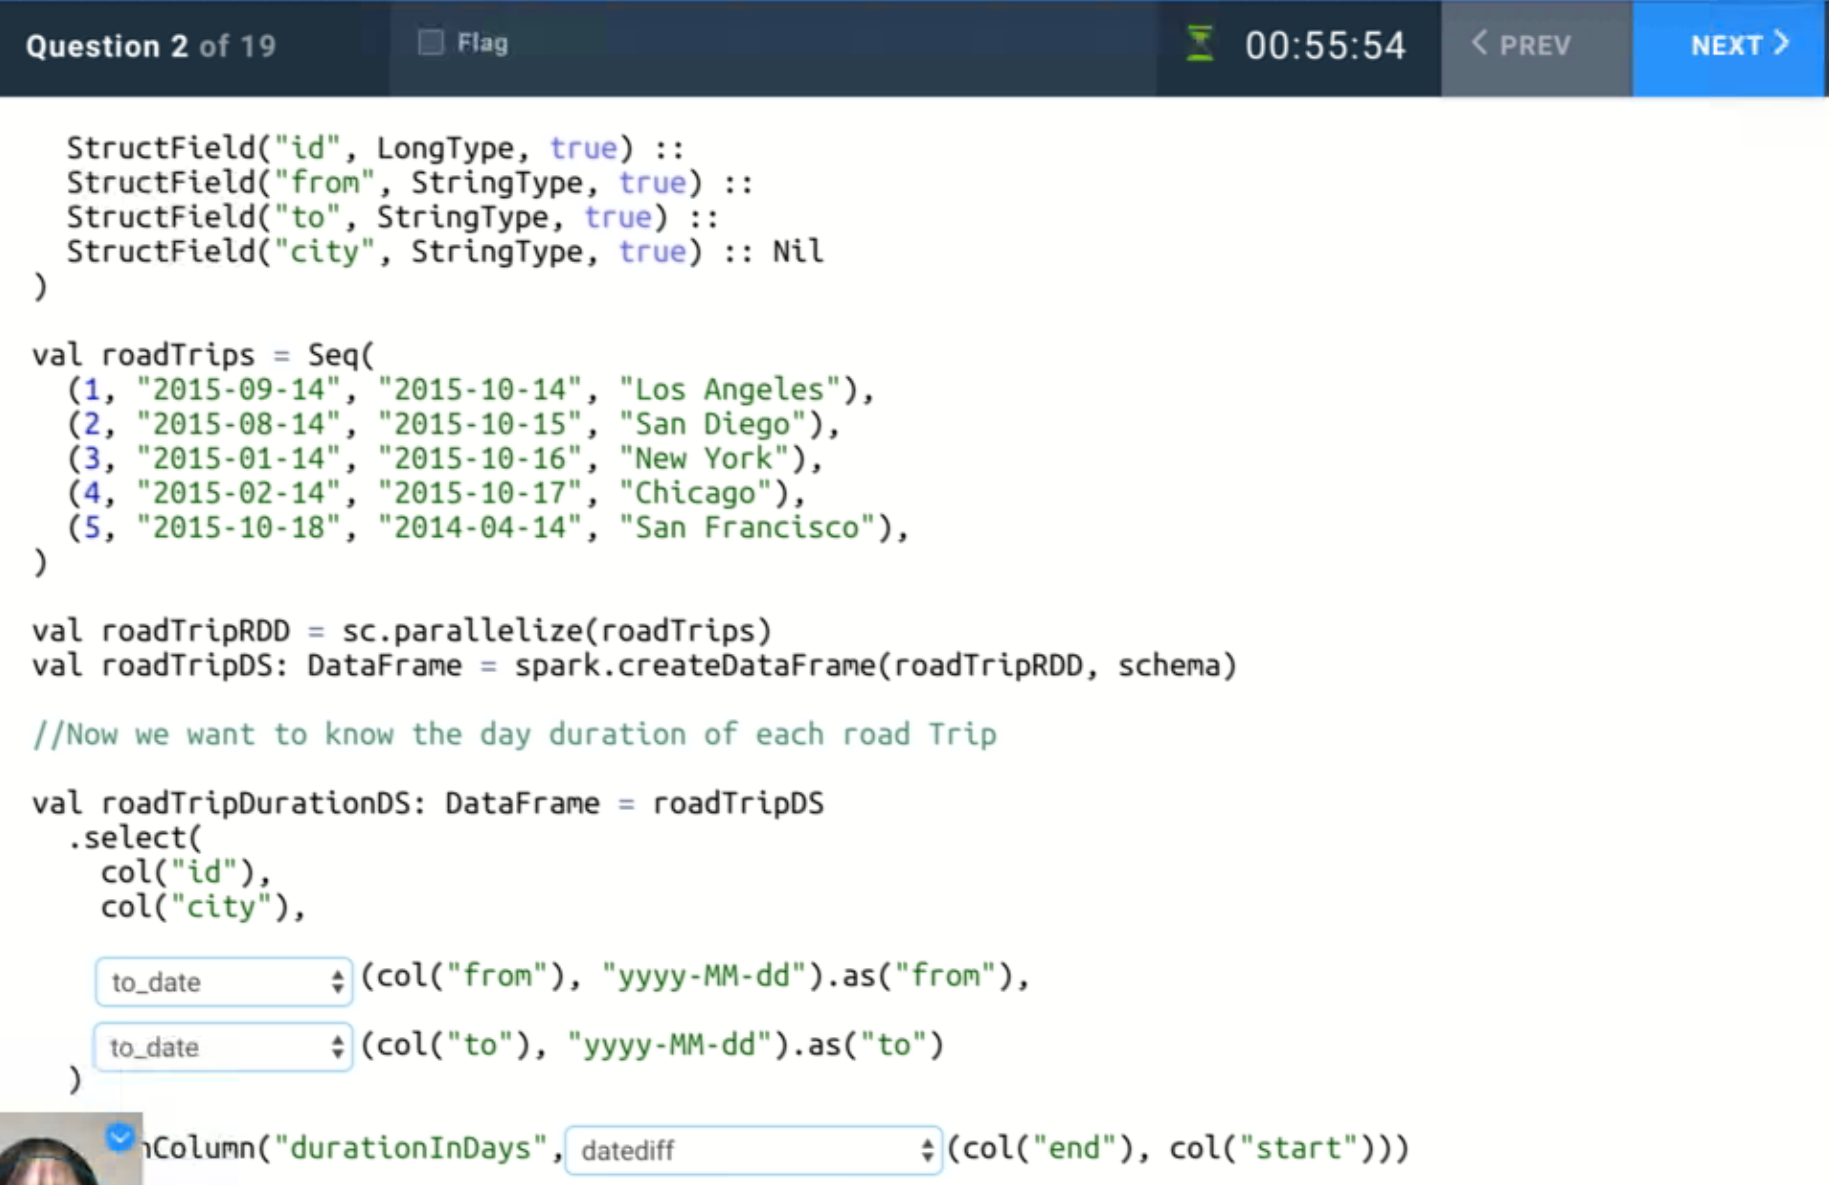 Question 2 of 19
Flag
00:55:54
PREV
NEXT
StructField("id", LongType, true) ::
StructField("from", StringType, true) ::
StructField("to", StringType, true) ::
StructField("city", StringType, true) :: Nil
)
val roadTrips = Seq(
(1, "2015-09-14", "2015-10-14", "Los Angeles"),
(2, "2015-08-14", "2015-10-15", "San Diego"),
(3, "2015-01-14", "2015-10-16", "New York"),
(4, "2015-02-14", "2015-10-17", "Chicago"),
(5, "2015-10-18", "2014-04-14", "San Francisco"),
)
val roadTripRDD = sc.parallelize(roadTrips)
val roadTripDS: DataFrame = spark.createDataFrame(roadTripRDD, schema)
//Now we want to know the day duration of each road Trip
val roadTripDurationDS: DataFrame = roadTripDS
.select(
col("id"),
col("city"),
to_date (col("from"), "yyyy-MM-dd").as("from"),
to_date (col("to"), "yyyy-MM-dd").as("to")
)
Column("durationInDays", datediff (col("end"), col("start")))